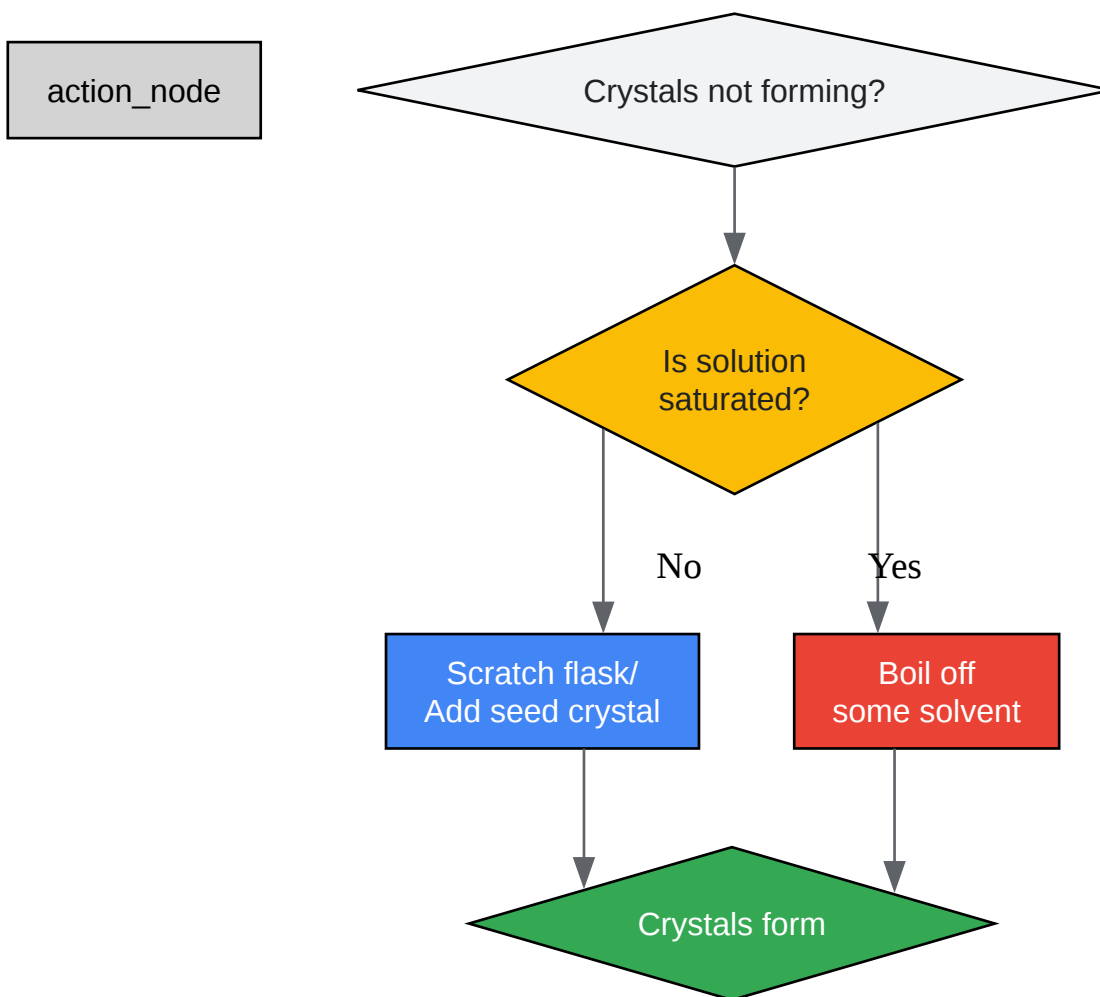 action_node
Crystals not forming?
Is solution
saturated?
No
Yes
Scratch flask/
Add seed crystal
Boil off
some solvent
Crystals form